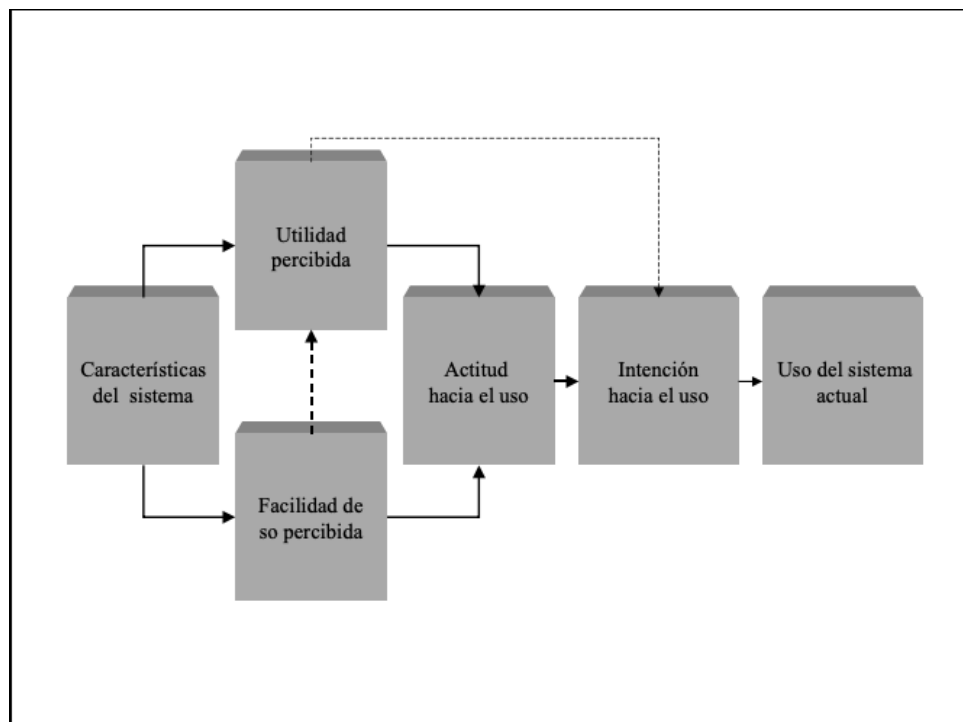 Utilidad
percibida
Características
del sistema
Actitud
hacia el uso
Intención
hacia el uso
Uso del sistema
actual
Facilidad de
so percibida